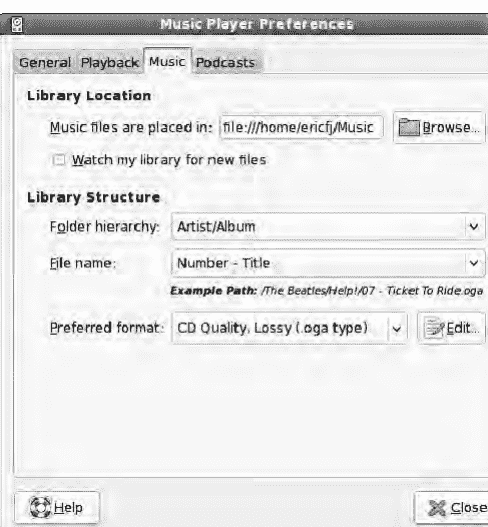 Music Player Preferences
General Playback Music Podcasts
Library Location
Music files are placed in: file:///home/ericfj/Music Browse...
Watch my library for new files
Library Structure
Folder hierarchy: Artist/Album
File name: Number - Title
Example Path: /The Beatles/Help!/07 - Ticket To Ride.oga
Preferred format: CD Quality, Lossy (.oga type) Edit...
Help Close